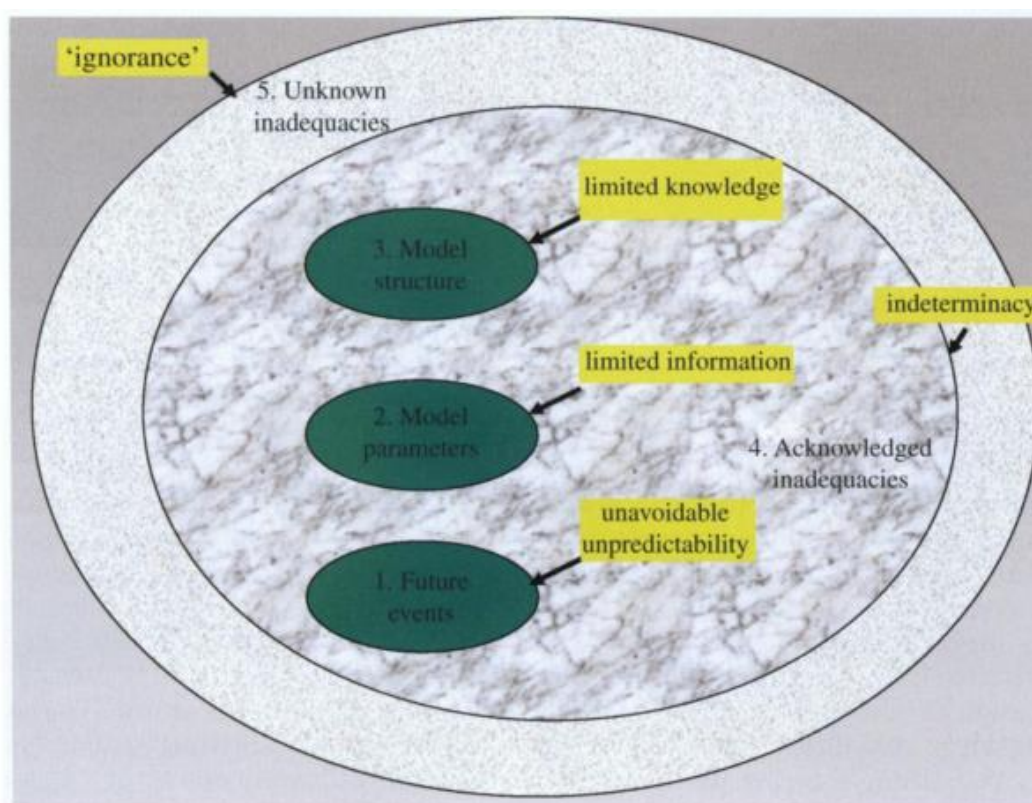 ‘ignorance’
5. Unknown
inadequacies
limited knowledge
3. Model
structure
indeterminacy
limited information
2. Model
parameters
4. Acknowledged
inadequacies
unavoidable
unpredictability
1. Future
events